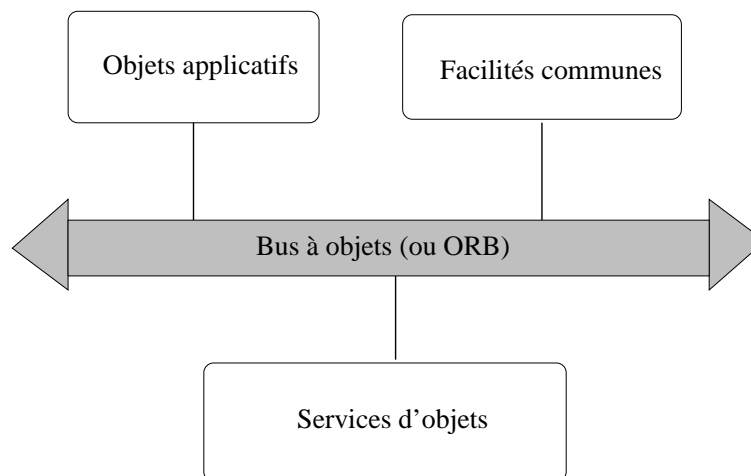 Objets applicatifs
Facilités communes
Bus à objets (ou ORB)
Services d’objets